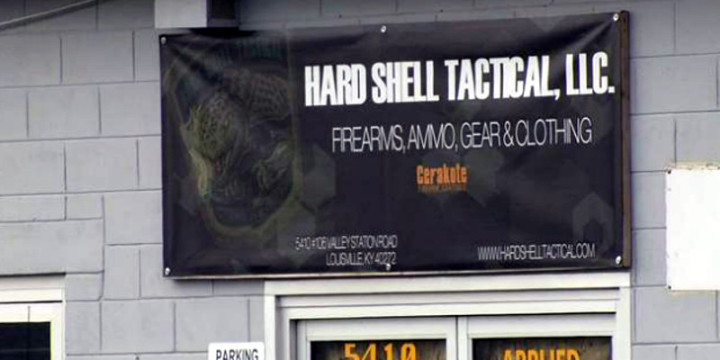 HARD SHELL TACTICAL, LLC.
FIREARMS, AMMO, GEAR & CLOTHING
Cerakote
5410 #106 VALLEY STATION ROAD
LOUISVILLE, KY 40272
WWW.HARDSHELLTACTICAL.COM
PARKING
5410
APPLIED